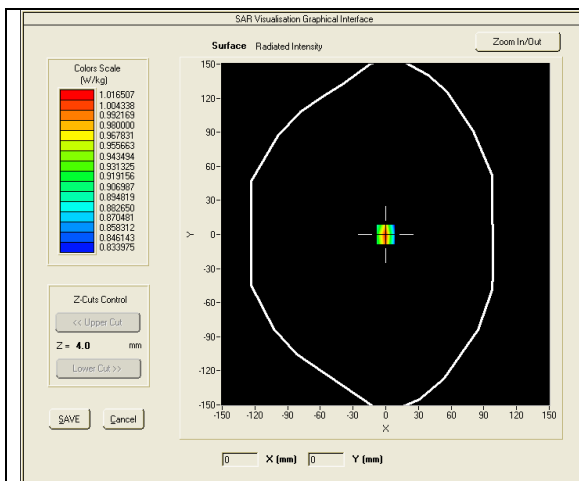 SAR Visualisation Graphical Interface
Surface Radiated Intensity
Zoom In/Out
Colors Scale
(W/kg)
1.016507
1.004338
0.992169
0.980000
0.967831
0.955663
0.943494
0.931325
0.919156
0.906987
0.894819
0.882650
0.870481
0.858312
0.846143
0.833975
Z-Cuts Control
<< Upper Cut
Z = 4.0 mm
Lower Cut >>
SAVE Cancel
150-
120-
90-
60-
30-
Y 0-
-30-
-60-
-90-
-120-
-150-
-150 -120 -90 -60 -30 0 30 60 90 120 150
X
0 X (mm) 0 Y (mm)